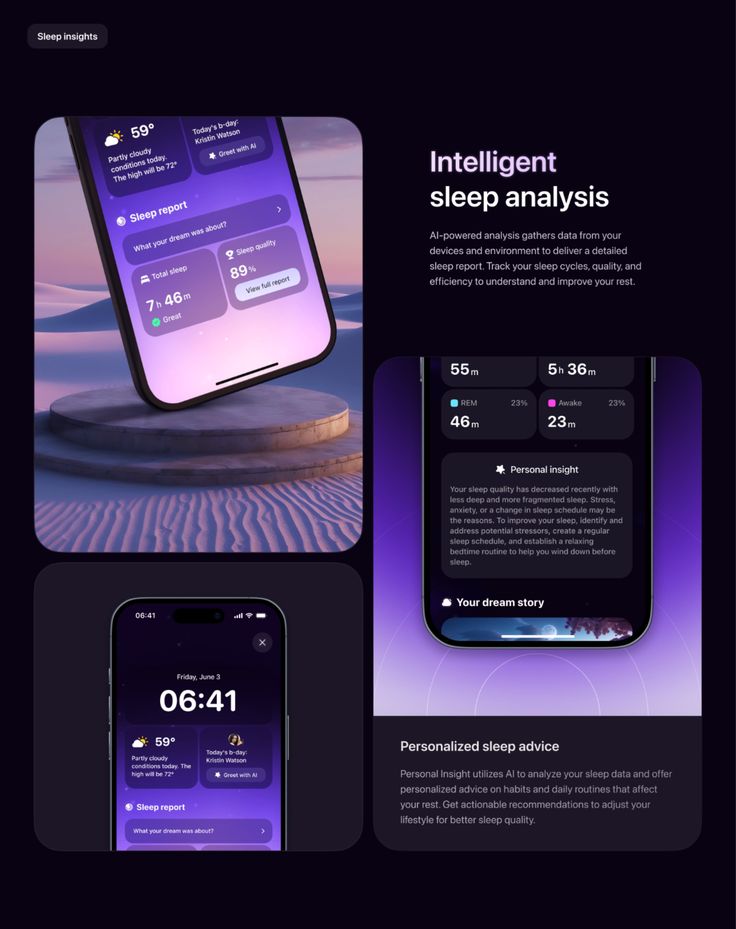 Sleep insights
59°
Partly cloudy
conditions today.
The high will be 72°
Today's b-day:
Kristin Watson
Greet with AI
Sleep report
What your dream was about?
Total sleep
7h 46m
Great
Sleep quality
89%
View full report
Intelligent
sleep analysis
AI-powered analysis gathers data from your
devices and environment to deliver a detailed
sleep report. Track your sleep cycles, quality, and
efficiency to understand and improve your rest.
55m
5h 36m
REM 23%
46m
Awake 23%
23m
Personal insight
Your sleep quality has decreased recently with
less deep and more fragmented sleep. Stress,
anxiety, or a change in sleep schedule may be
the reasons. To improve your sleep, identify and
address potential stressors, create a regular
sleep schedule, and establish a relaxing
bedtime routine to help you wind down before
sleep.
Your dream story
06:41
Friday, June 3
06:41
59°
Partly cloudy
conditions today. The
high will be 72°
Today's b-day:
Kristin Watson
Greet with AI
Sleep report
What your dream was about?
Personalized sleep advice
Personal Insight utilizes AI to analyze your sleep data and offer
personalized advice on habits and daily routines that affect
your rest. Get actionable recommendations to adjust your
lifestyle for better sleep quality.